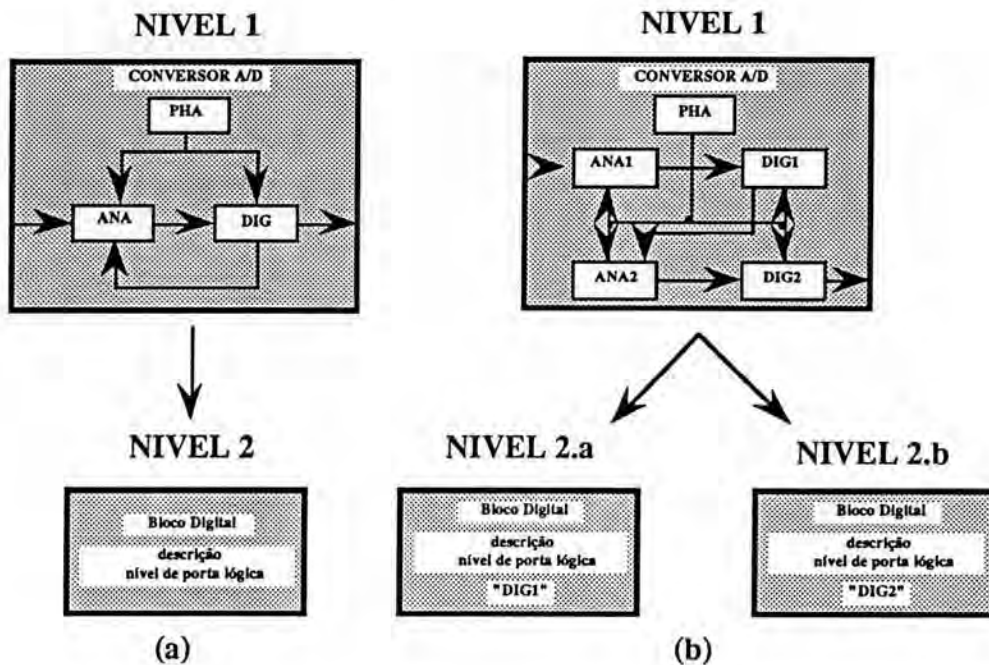 NIVEL 1
CONVERSOR A/D
PHA
ANA
DIG
NIVEL 2
Bloco Digital
descrição
nível de porta lógica
(a)
NIVEL 1
CONVERSOR A/D
PHA
ANA1
DIG1
ANA2
DIG2
NIVEL 2.a
Bloco Digital
descrição
nível de porta lógica
"DIG1"
NIVEL 2.b
Bloco Digital
descrição
nível de porta lógica
"DIG2"
(b)